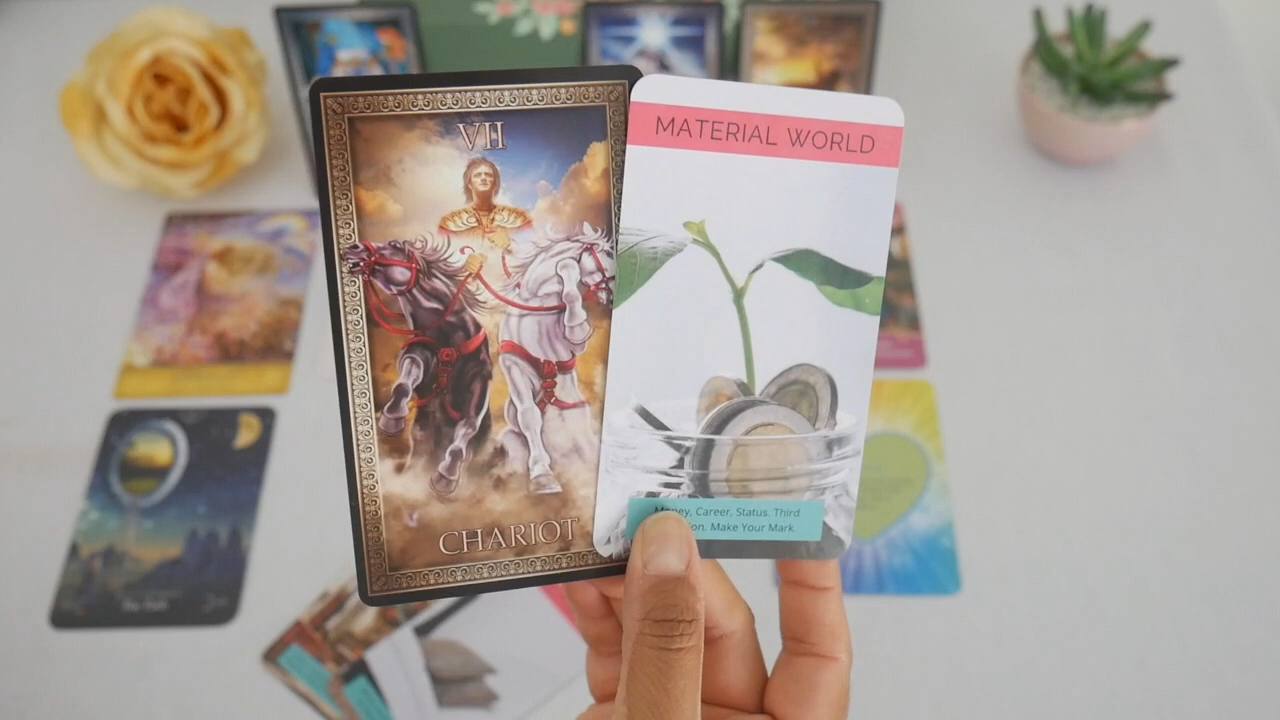 VII
CHARIOT
MATERIAL WORLD
Money, Career, Status. Third
Make Your Mark.